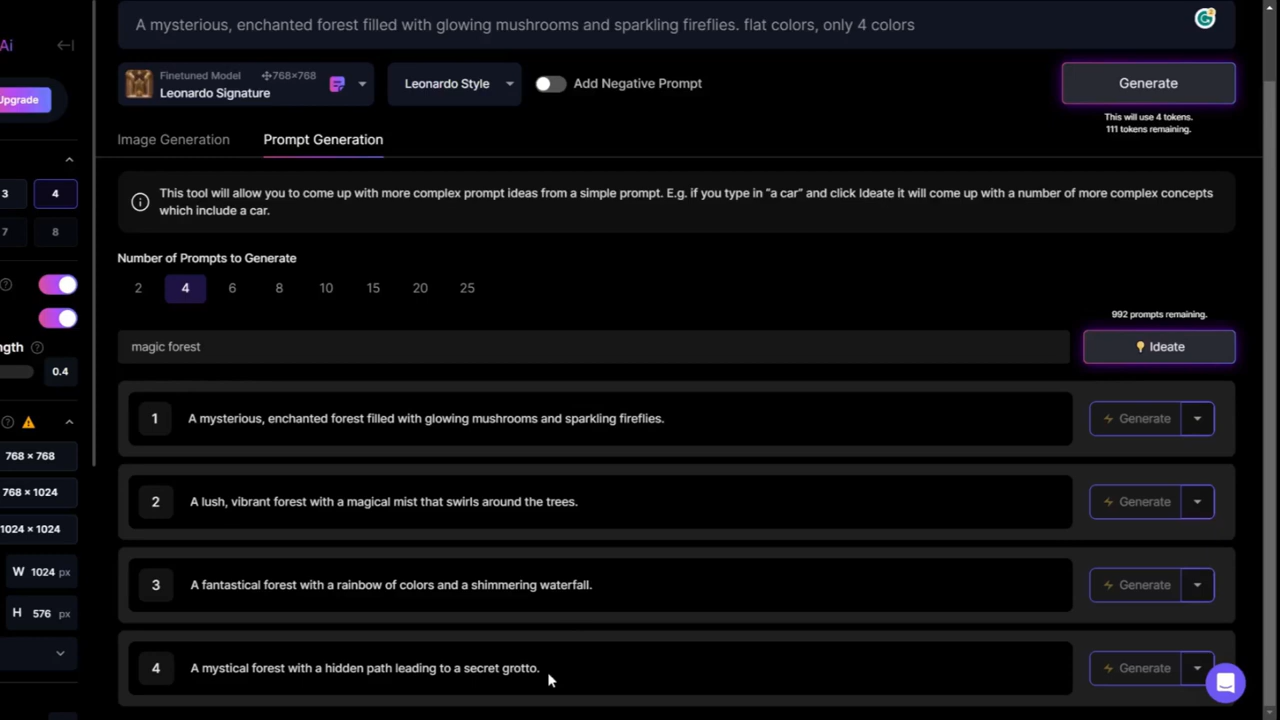 A mysterious, enchanted forest filled with glowing mushrooms and sparkling fireflies. flat colors, only 4 colors
Ai
Upgrade
Finetuned Model 768×768
Leonardo Signature
Leonardo Style
Add Negative Prompt
Generate
This will use 4 tokens.
111 tokens remaining.
Image Generation
Prompt Generation
3
4
7
8
This tool will allow you to come up with more complex prompt ideas from a simple prompt. E.g. if you type in "a car" and click Ideate it will come up with a number of more complex concepts
which include a car.
Number of Prompts to Generate
2 4 6 8 10 15 20 25
992 prompts remaining.
ngth
0.4
magic forest
Ideate
1 A mysterious, enchanted forest filled with glowing mushrooms and sparkling fireflies. Generate
768 × 768
768 × 1024
2 A lush, vibrant forest with a magical mist that swirls around the trees. Generate
1024 × 1024
W 1024 px
3 A fantastical forest with a rainbow of colors and a shimmering waterfall. Generate
H 576 px
4 A mystical forest with a hidden path leading to a secret grotto. Generate